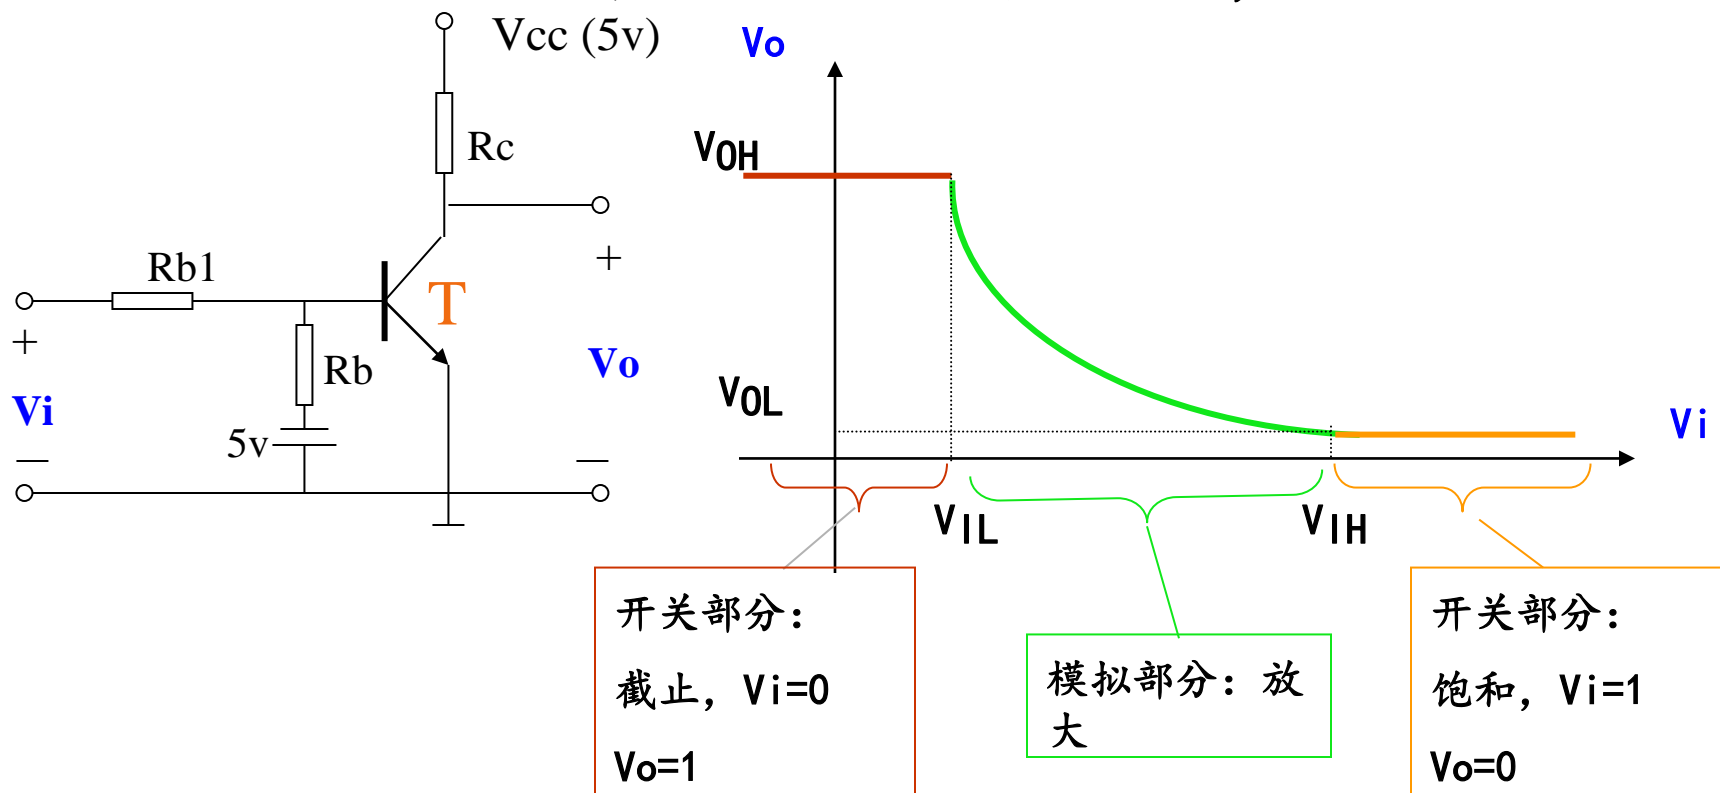 Vcc (5v)
Rc
Rb1
T
+
+
Rb
Vi
Vo
5v
—
—
Vo
VOH
VOL
Vi
VIL
VIH
开关部分：
截止，Vi=0
Vo=1
模拟部分：放
大
开关部分：
饱和，Vi=1
Vo=0